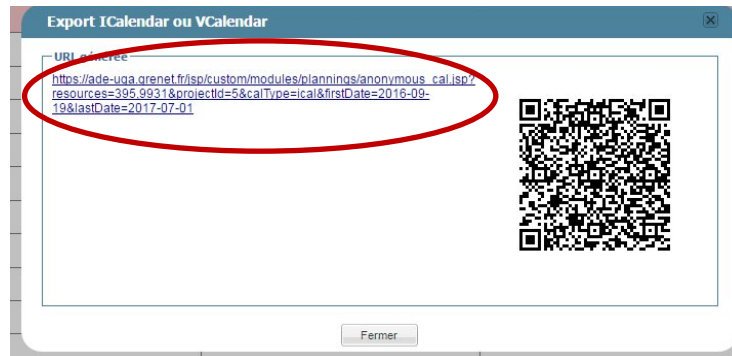 Export ICalendar ou VCalendar
URL générée
https://ade-uga.grenet.fr/jsp/custom/modules/plannings/anonymous_cal.jsp?
resources=395,9931&projectId=5&calType=ical&firstDate=2016-09-
19&lastDate=2017-07-01
Fermer